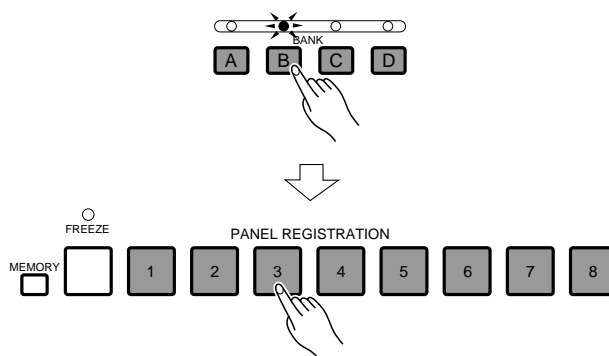 BANK
A B C D
FREEZE
PANEL REGISTRATION
MEMORY
1 2 3 4 5 6 7 8